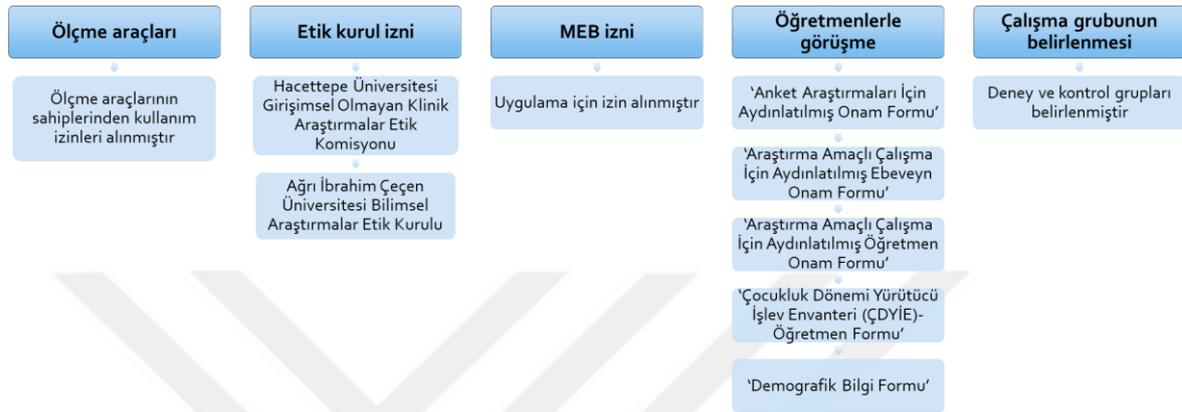 Ölçme araçları
Ölçme araçlarının
sahiplerinden kullanım
izinleri alınmıştır
Etik kurul izni
Hacettepe Üniversitesi
Girişimsel Olmayan Klinik
Araştırmalar Etik
Komisyonu
Ağrı İbrahim Çeçen
Üniversitesi Bilimsel
Araştırmalar Etik Kurulu
MEB izni
Uygulama için izin alınmıştır
Öğretmenlerle
görüşme
‘Anket Araştırmaları İçin
Aydınlatılmış Onam Formu’
‘Araştırma Amaçlı Çalışma
İçin Aydınlatılmış Ebeveyn
Onam Formu’
‘Araştırma Amaçlı Çalışma
İçin Aydınlatılmış Öğretmen
Onam Formu’
‘Çocukluk Dönemi Yürütücü
İşlev Envanteri (ÇDYİE)-
Öğretmen Formu’
‘Demografik Bilgi Formu’
Çalışma grubunun
belirlenmesi
Deney ve kontrol grupları
belirlenmiştir